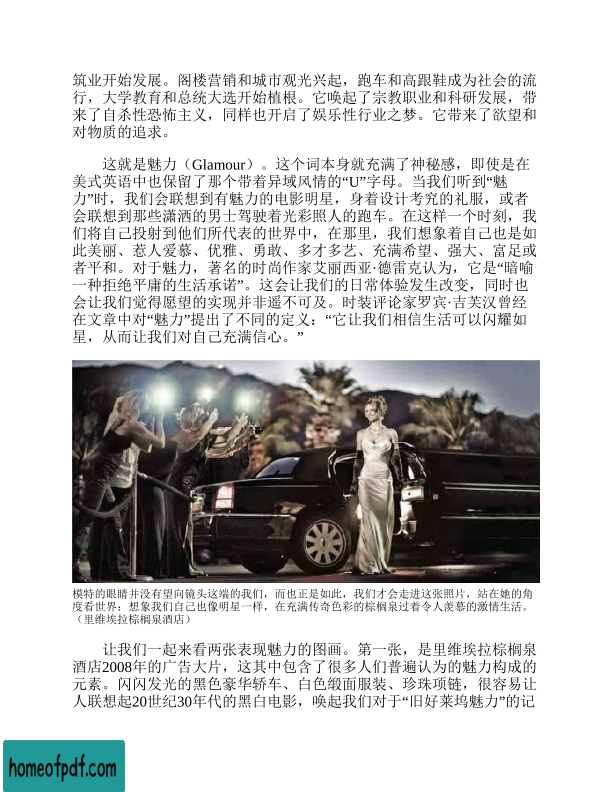 筑业开始发展。阁楼营销和城市观光兴起，跑车和高跟鞋成为社会的流
行，大学教育和总统大选开始植根。它唤起了宗教职业和科研发展，带
来了自杀性恐怖主义，同样也开启了娱乐性行业之梦。它带来了欲望和
对物质的追求。
这就是魅力（Glamour）。这个词本身就充满了神秘感，即使是在
美式英语中也保留了那个带着异域风情的“U”字母。当我们听到“魅
力”时，我们会联想到有魅力的电影明星，身着设计考究的礼服，或者
会联想到那些潇洒的男士驾驶着光彩照人的跑车。在这样一个时刻，我
们将自己投射到他们所代表的世界中，在那里，我们想象着自己也是如
此美丽、惹人爱慕、优雅、勇敢、多才多艺、充满希望、强大、富足或
者平和。对于魅力，著名的时尚作家艾丽西亚·德雷克认为，它是“暗喻
一种拒绝平庸的生活承诺”。这会让我们的日常体验发生改变，同时也
会让我们觉得愿望的实现并非遥不可及。时装评论家罗宾·吉芙汉曾经
在文章中对“魅力”提出了不同的定义：“它让我们相信生活可以闪耀如
星，从而让我们对自己充满信心。”
模特的眼睛并没有望向镜头这端的我们，而也正是如此，我们才会走进这张照片，站在她的角
度看世界：想象我们自己也像明星一样，在充满传奇色彩的棕榈泉过着令人羡慕的激情生活。
（里维埃拉棕榈泉酒店）
让我们一起来看两张表现魅力的图画。第一张，是里维埃拉棕榈泉
酒店2008年的广告大片，这其中包含了很多人们普遍认为的魅力构成的
元素。闪闪发光的黑色豪华轿车、白色缎面服装、珍珠项链，很容易让
人联想起20世纪30年代的黑白电影，唤起我们对于“旧好莱坞魅力”的记
homeofpdf.com